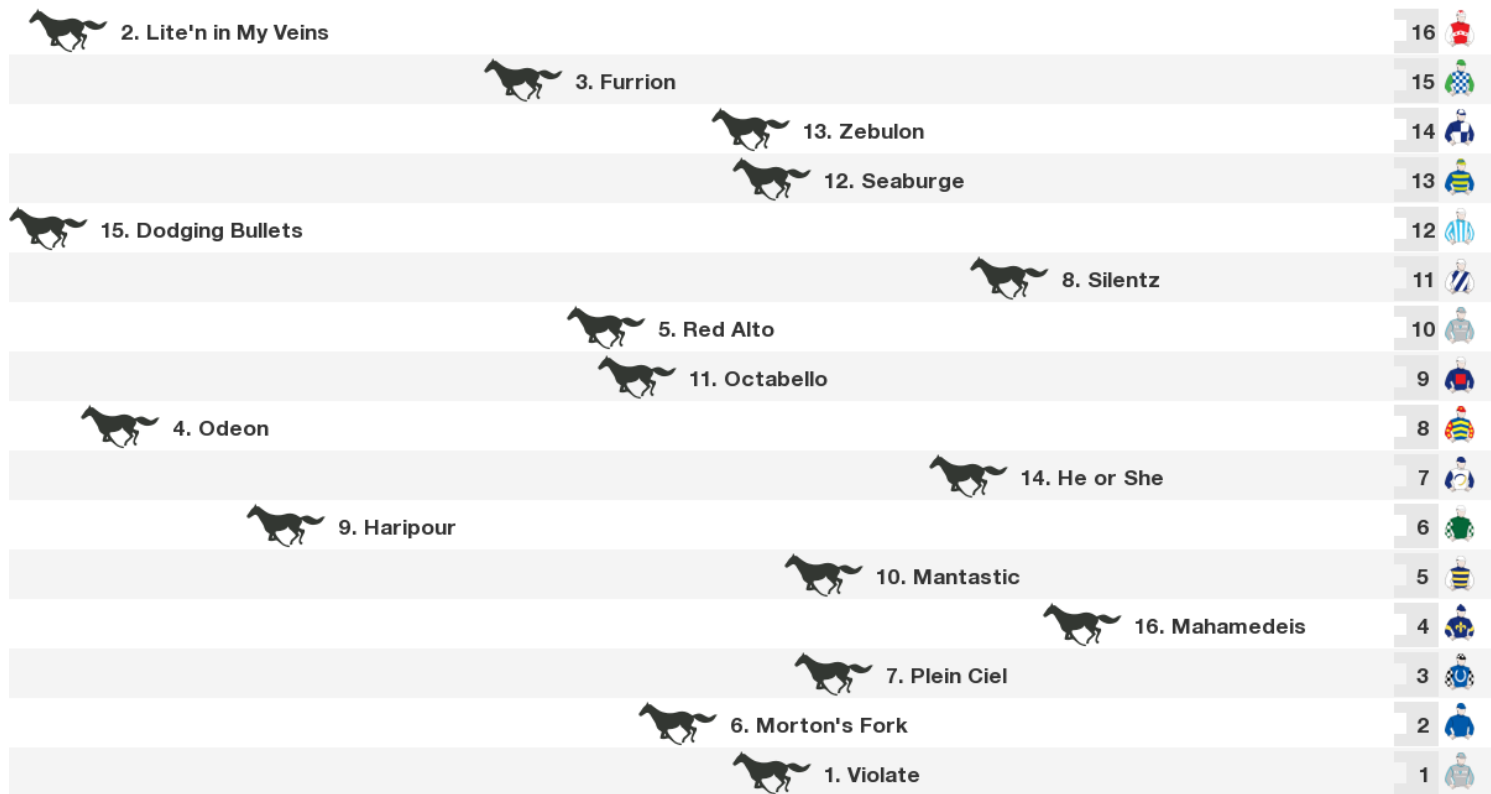 2. Lite'n in My Veins 16
3. Furrion 15
13. Zebulon 14
12. Seaburge 13
15. Dodging Bullets 12
8. Silentz 11
5. Red Alto 10
11. Octabello 9
4. Odeon 8
14. He or She 7
9. Haripour 6
10. Mantastic 5
16. Mahamedeis 4
7. Plein Ciel 3
6. Morton's Fork 2
1. Violate 1